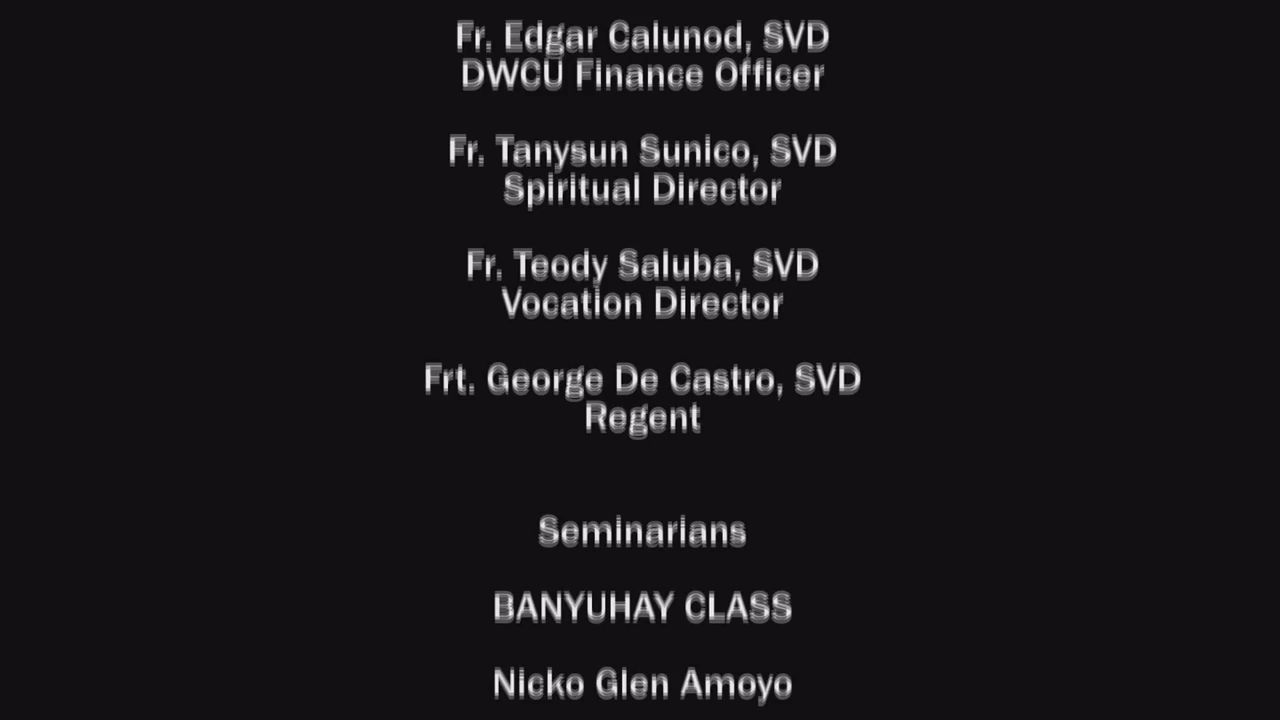 Fr. Edgar Calunod, SVD
DWCU Finance Officer
Fr. Tanysun Sunico, SVD
Spiritual Director
Fr. Teody Saluba, SVD
Vocation Director
Frt. George De Castro, SVD
Regent
Seminarians
BANYUHAY CLASS
Nicko Glen Amoyo